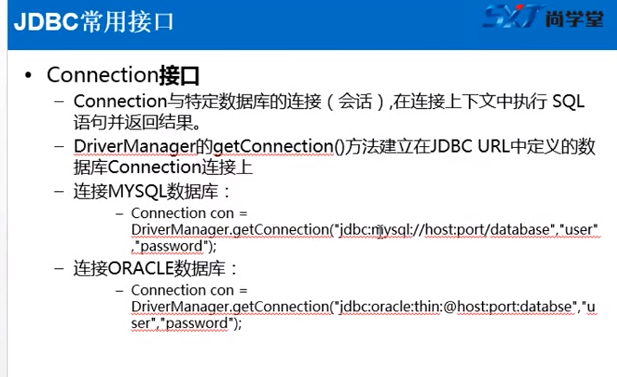 JDBC常用接口
SXT 尚学堂
• Connection接口
– Connection与特定数据库的连接（会话）,在连接上下文中执行 SQL
语句并返回结果。
– DriverManager的getConnection()方法建立在JDBC URL中定义的数
据库Connection连接上
– 连接MYSQL数据库：
– Connection con =
DriverManager.getConnection("jdbc:mysql://host:port/database","user"
,"password");
– 连接ORACLE数据库：
– Connection con =
DriverManager.getConnection("jdbc:oracle:thin:@host:port:databse","u
ser","password");